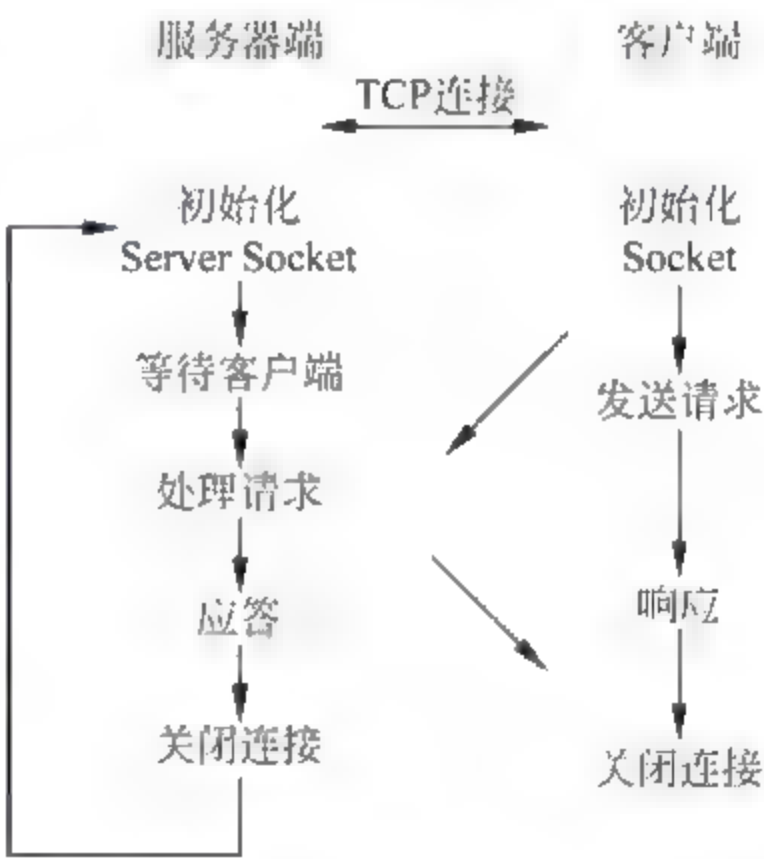 服务器端
客户端
TCP连接
初始化
Server Socket
等待客户端
处理请求
应答
关闭连接
初始化
Socket
发送请求
响应
关闭连接